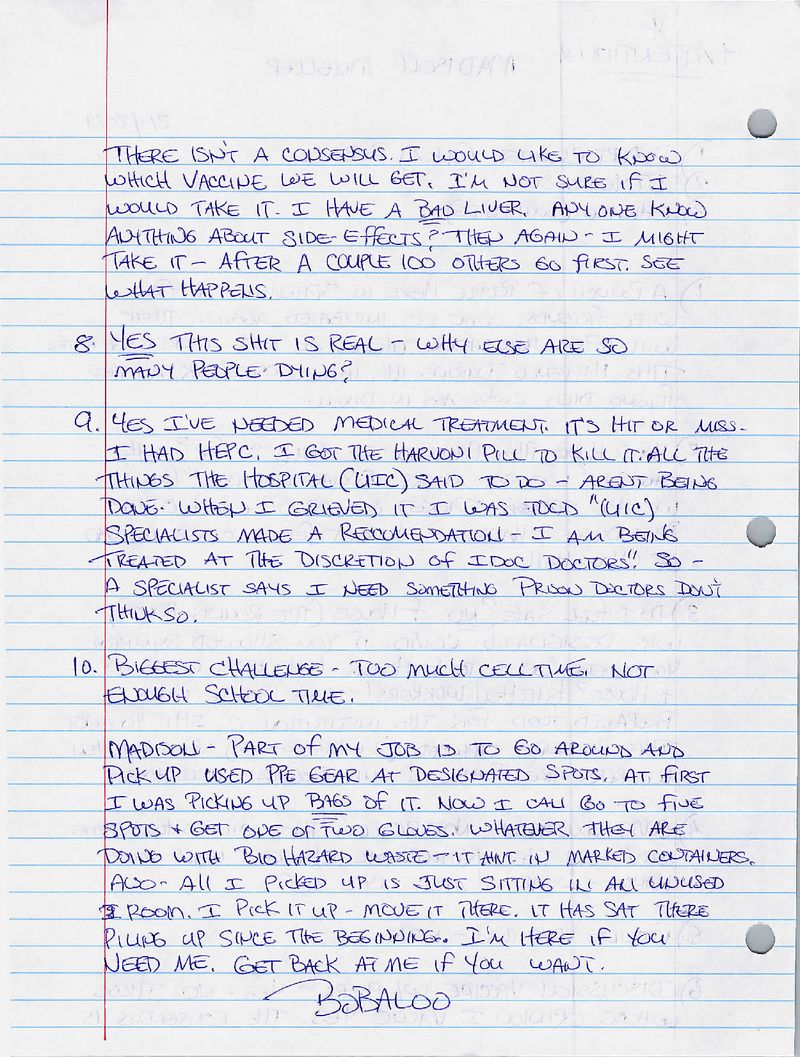 THERE ISN'T A CONSENSUS. I WOULD LIKE TO KNOW
WHICH VACCINE WE WILL GET. I'M NOT SURE IF I
WOULD TAKE IT. I HAVE A BAD LIVER. ANYONE KNOW
ANYTHING ABOUT SIDE-EFFECTS? THEN AGAIN - I MIGHT
TAKE IT - AFTER A COUPLE 100 OTHERS GO FIRST. SEE
WHAT HAPPENS.
8. YES THIS SHIT IS REAL - WHY ELSE ARE SO
MANY PEOPLE DYING?
9. YES I'VE NEEDED MEDICAL TREATMENT. IT'S HIT OR MISS.
I HAD HEPC. I GOT THE HARVONI PILL TO KILL IT. ALL THE
THINGS THE HOSPITAL (UIC) SAID TO DO - ARENT BEING
DONE. WHEN I GRIEVED IT I WAS TOLD "(UIC)
SPECIALISTS MADE A RECCOMENDATION - I AM BEING
TREATED AT THE DISCRETION OF IDOC DOCTORS". SO -
A SPECIALIST SAYS I NEED SOMETHING PRISON DOCTORS DON'T
THINK SO.
10. BIGGEST CHALLENGE - TOO MUCH CELL TIME. NOT
ENOUGH SCHOOL TIME.
MADISON - PART OF MY JOB IS TO GO AROUND AND
PICK UP USED PPE GEAR AT DESIGNATED SPOTS. AT FIRST
I WAS PICKING UP BAGS OF IT. NOW I CAN GO TO FIVE
SPOTS + GET ONE OR TWO GLOVES. WHATEVER THEY ARE
DOING WITH BIO HAZARD WASTE - IT AINT IN MARKED CONTAINERS.
ALSO - ALL I PICKED UP IS JUST SITTING IN AN UNUSED
ROOM. I PICK IT UP - MOVE IT THERE. IT HAS SAT THERE
PILING UP SINCE THE BEGINNING. I'M HERE IF YOU
NEED ME. GET BACK AT ME IF YOU WANT.
BOBALOO